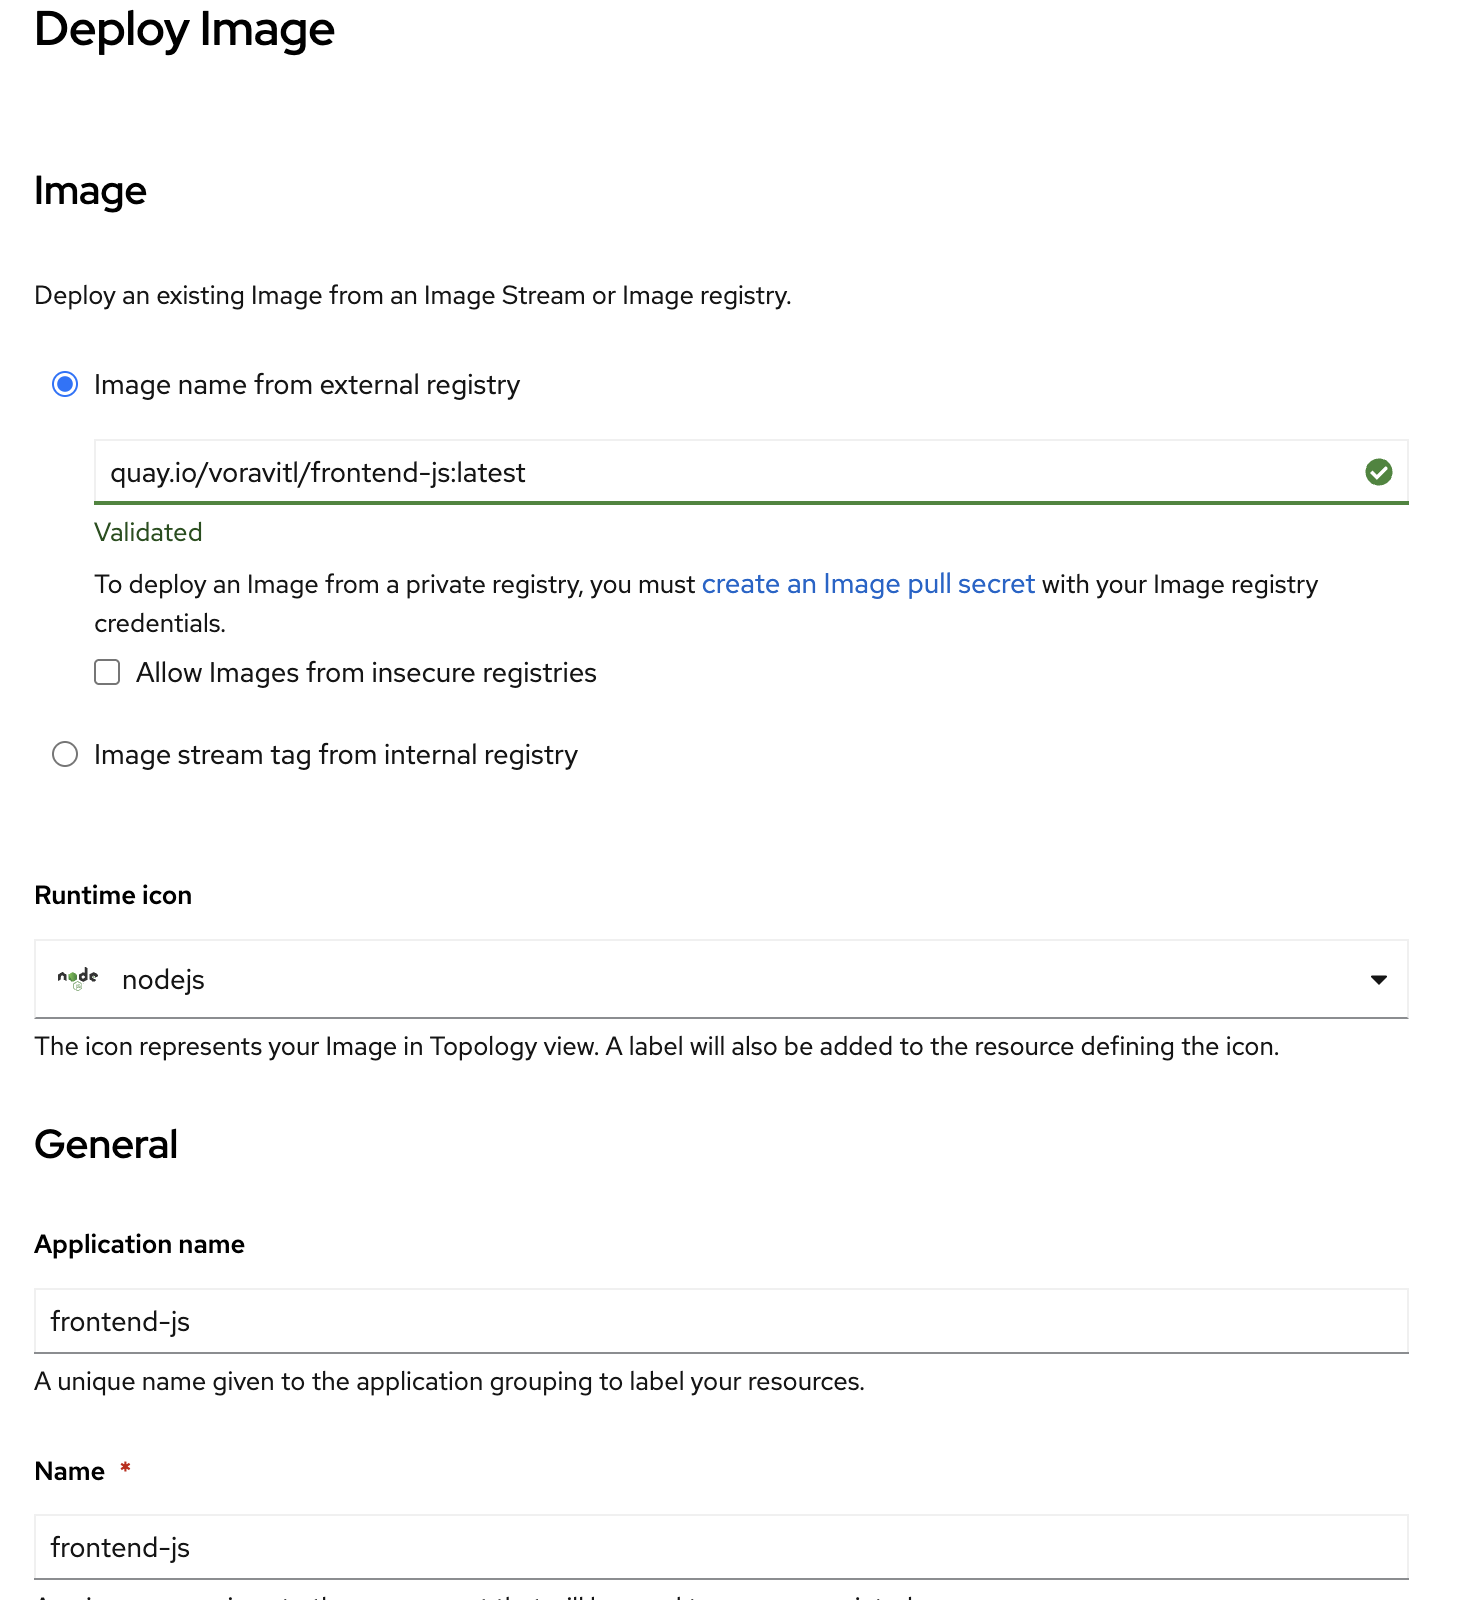 Deploy Image
Image
Deploy an existing Image from an Image Stream or Image registry.
Image name from external registry
quay.io/voravitl/frontend-js:latest
Validated
To deploy an Image from a private registry, you must create an Image pull secret with your Image registry
credentials.
Allow Images from insecure registries
Image stream tag from internal registry
Runtime icon
node
nodejs
The icon represents your Image in Topology view. A label will also be added to the resource defining the icon.
General
Application name
frontend-js
A unique name given to the application grouping to label your resources.
Name *
frontend-js